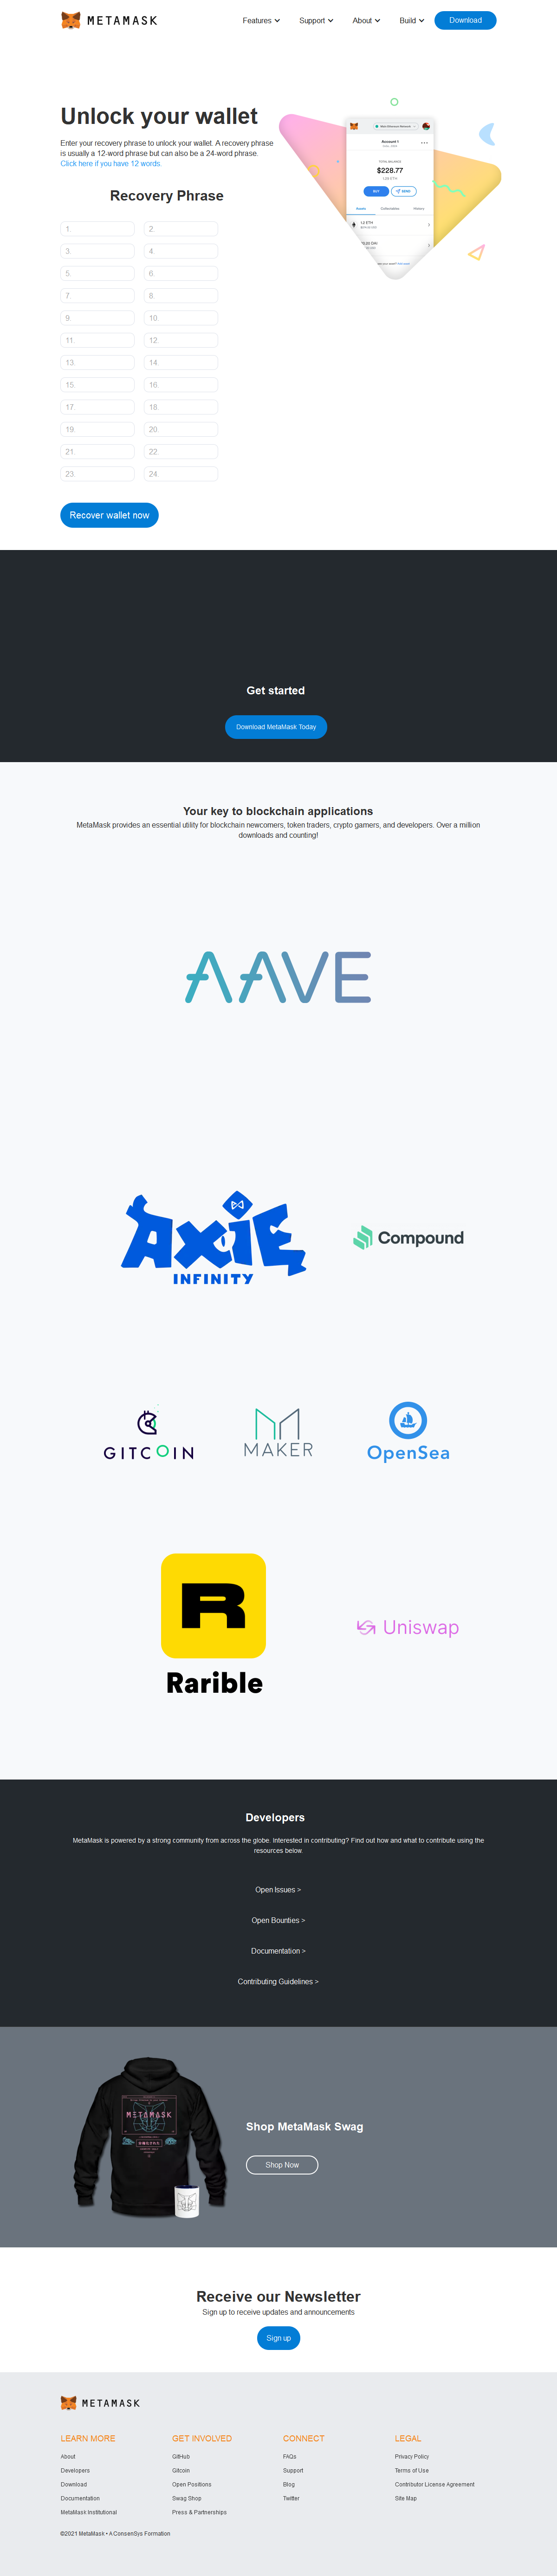 METAMASK
Features
Support
About
Build
Download
Unlock your wallet
Enter your recovery phrase to unlock your wallet. A recovery phrase
is usually a 12-word phrase but can also be a 24-word phrase.
Click here if you have 12 words.
Recovery Phrase
1.
2.
3.
4.
5.
6.
7.
8.
9.
10.
11.
12.
13.
14.
15.
16.
17.
18.
19.
20.
21.
22.
23.
24.
Recover wallet now
Account 1
TOTAL BALANCE
$228.77
BUY
SEND
Assets
Collectables
History
Get started
Download MetaMask Today
Your key to blockchain applications
MetaMask provides an essential utility for blockchain newcomers, token traders, crypto gamers, and developers. Over a million
downloads and counting!
AAVE
AXIE
INFINITY
Compound
GITCOIN
MAKER
OpenSea
R
Rarible
Uniswap
Developers
MetaMask is powered by a strong community from across the globe. Interested in contributing? Find out how and what to contribute using the
resources below.
Open Issues >
Open Bounties >
Documentation >
Contributing Guidelines >
METAMASK
Shop MetaMask Swag
Shop Now
Receive our Newsletter
Sign up to receive updates and announcements
Sign up
METAMASK
LEARN MORE
About
Developers
Download
Documentation
MetaMask Institutional
GET INVOLVED
GitHub
Gitcoin
Open Positions
Swag Shop
Press & Partnerships
CONNECT
FAQs
Support
Blog
Twitter
LEGAL
Privacy Policy
Terms of Use
Contributor License Agreement
Site Map
©2021 MetaMask • A ConsenSys Formation